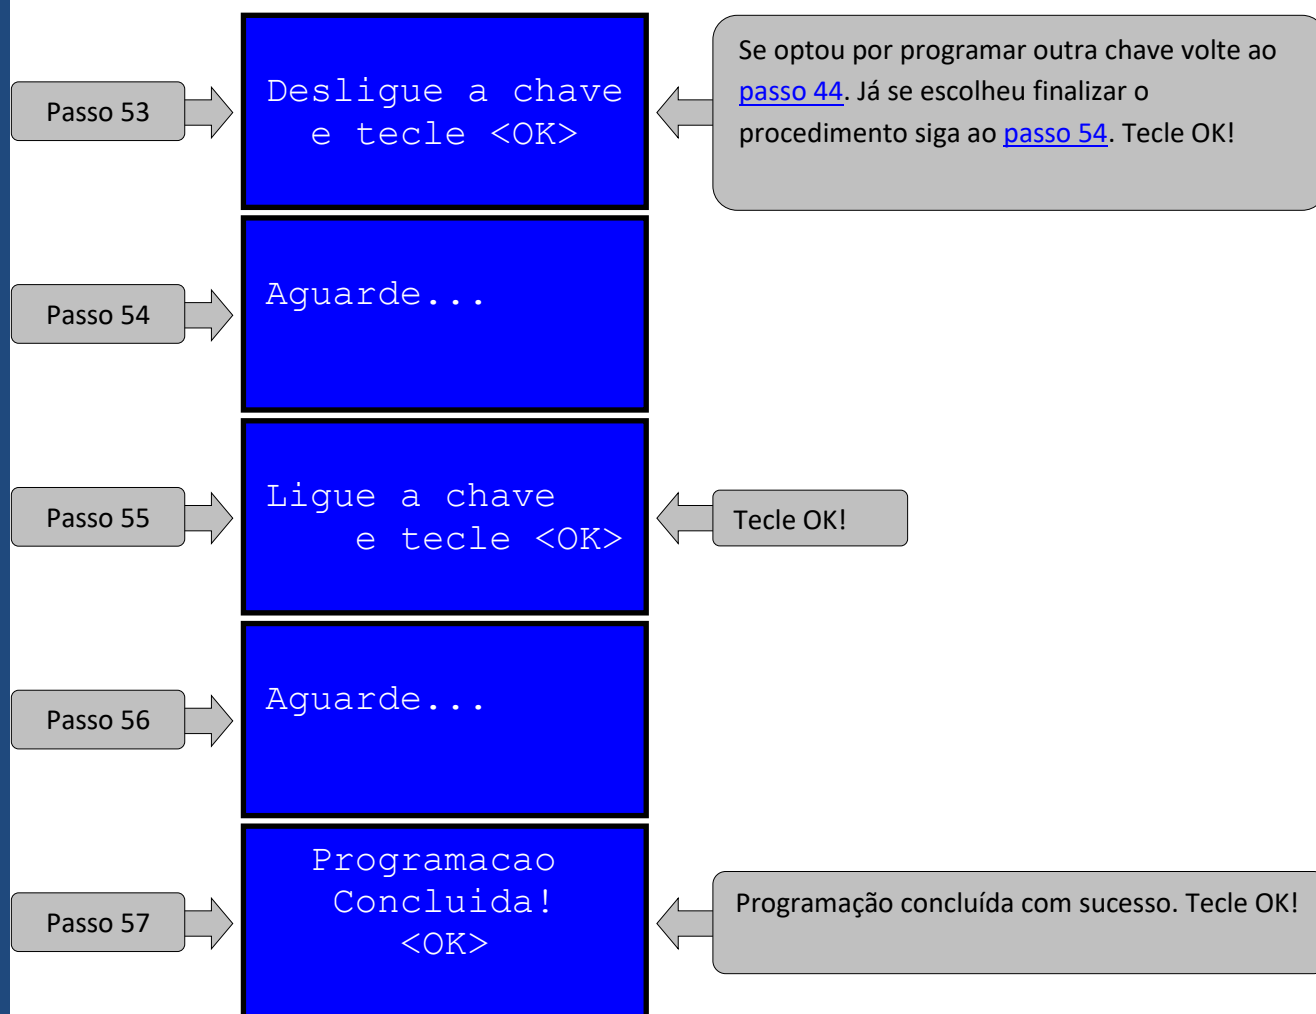 Passo 53
Desligue a chave
e tecle <OK>
Se optou por programar outra chave volte ao
passo 44. Já se escolheu finalizar o
procedimento siga ao passo 54. Tecle OK!
Passo 54
Aguarde...
Passo 55
Ligue a chave
e tecle <OK>
Tecle OK!
Passo 56
Aguarde...
Passo 57
Programacao
Concluida!
<OK>
Programação concluída com sucesso. Tecle OK!